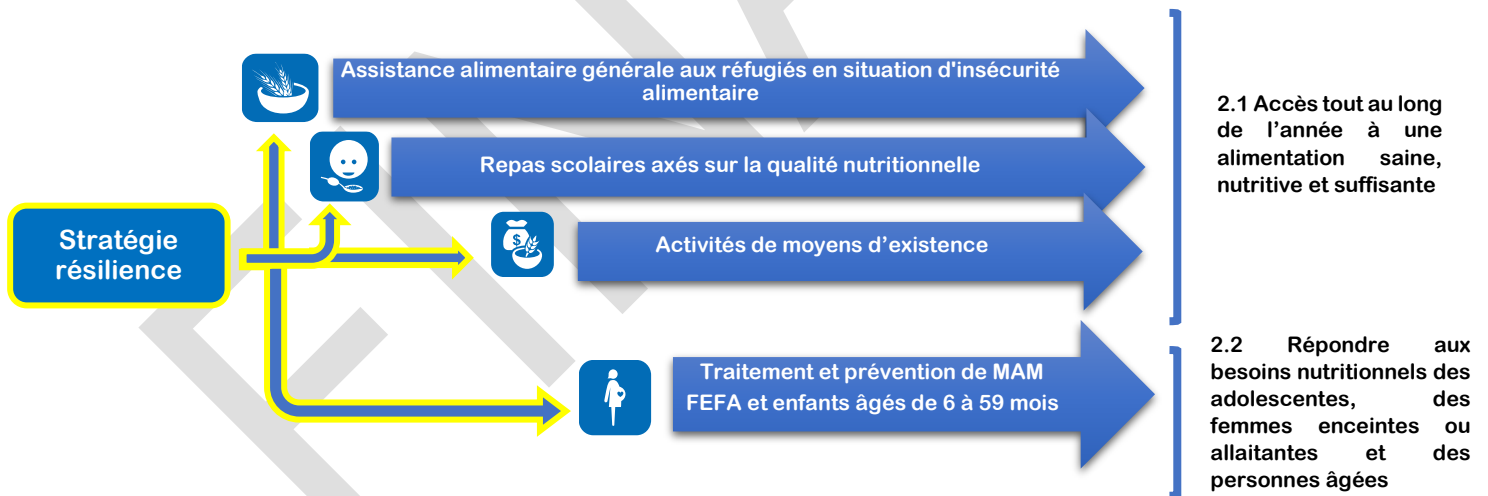 Assistance alimentaire générale aux réfugiés en situation d'insécurité
alimentaire
Repas scolaires axés sur la qualité nutritionnelle
Stratégie
résilience
$
Activités de moyens d’existence
Traitement et prévention de MAM
FEFA et enfants âgés de 6 à 59 mois
2.1 Accès tout au long
de l’année à une
alimentation saine,
nutritive et suffisante
2.2 Répondre aux
besoins nutritionnels des
adolescentes, des
femmes enceintes ou
allaitantes et des
personnes âgées